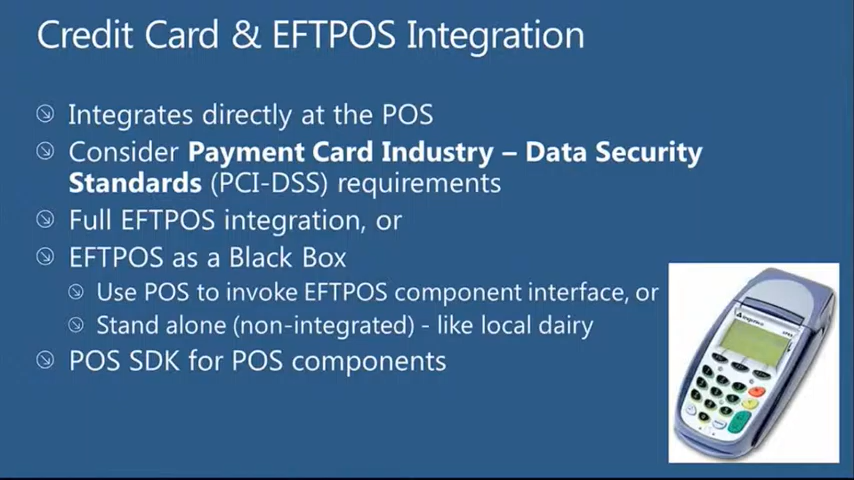 Credit Card & EFTPOS Integration
Integrates directly at the POS
Consider Payment Card Industry – Data Security
Standards (PCI-DSS) requirements
Full EFTPOS integration, or
EFTPOS as a Black Box
Use POS to invoke EFTPOS component interface, or
Stand alone (non-integrated) - like local dairy
POS SDK for POS components